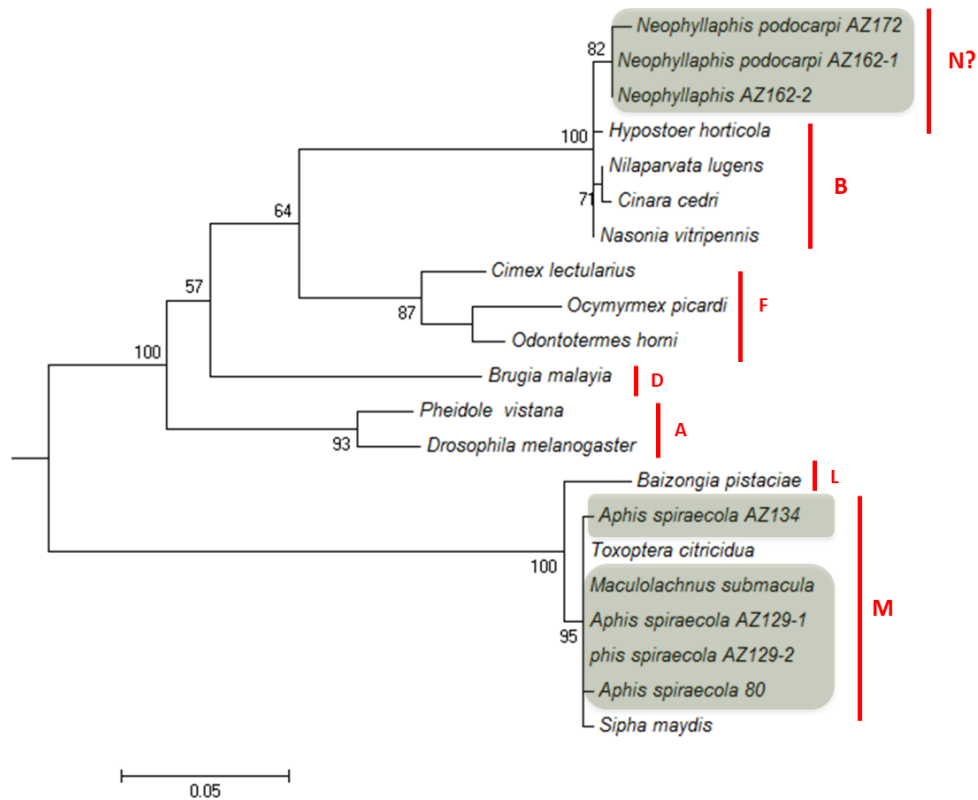 Neophyllaphis podocarpi AZ172
82
N?
Neophyllaphis podocarpi AZ162-1
Neophyllaphis AZ162-2
100
Hypostoer horticola
Nilaparvata lugens
B
71
Cinara cedri
64
Nasonia vitripennis
Cimex lectularius
57
87
Ocymyrmex picardi
F
Odontotermes horni
100
Brugia malayia
D
Pheidole vistana
A
93
Drosophila melanogaster
Baizongia pistaciae
L
Aphis spiraecola AZ134
Toxoptera citricidua
100
Maculolachnus submacula
M
Aphis spiraecola AZ129-1
95
phis spiraecola AZ129-2
Aphis spiraecola 80
Sipha maydis
0.05